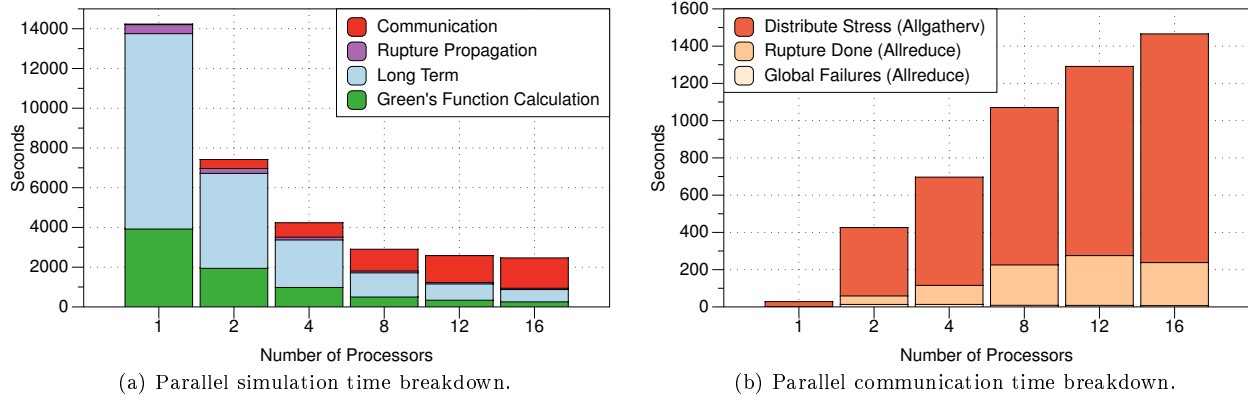 14000
12000
10000
8000
6000
4000
2000
0
Seconds
Communication
Rupture Propagation
Long Term
Green's Function Calculation
1 2 4 8 12 16
Number of Processors
(a) Parallel simulation time breakdown.
1600
1400
1200
1000
800
600
400
200
0
Seconds
Distribute Stress (Allgatherv)
Rupture Done (Allreduce)
Global Failures (Allreduce)
1 2 4 8 12 16
Number of Processors
(b) Parallel communication time breakdown.